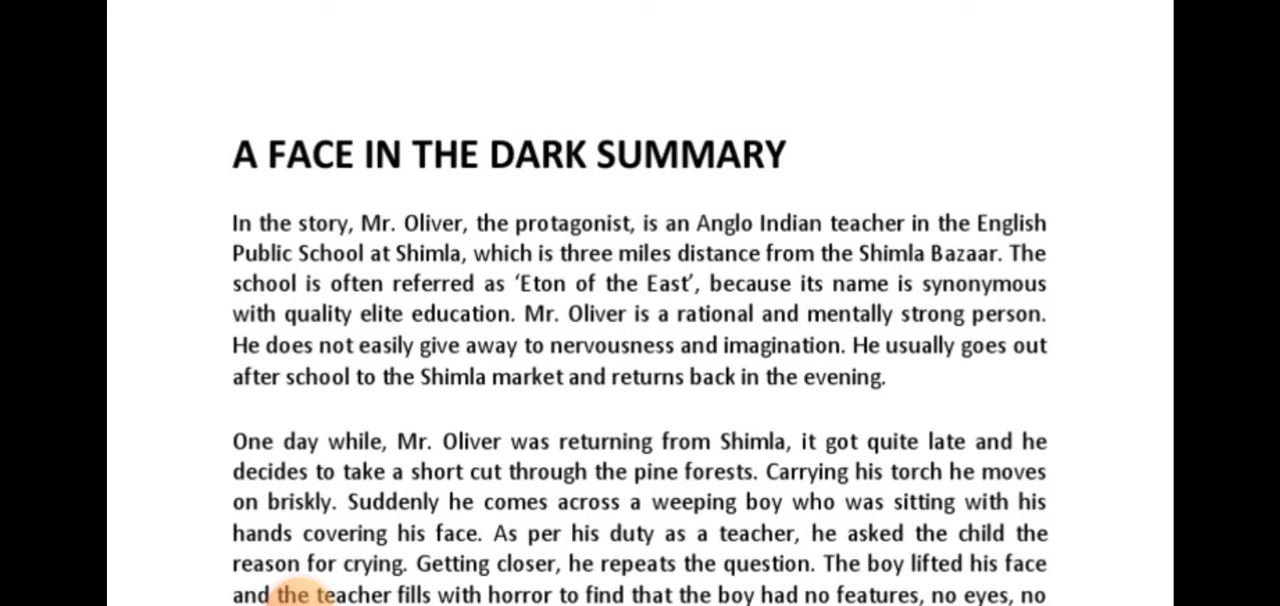 A FACE IN THE DARK SUMMARY
In the story, Mr. Oliver, the protagonist, is an Anglo Indian teacher in the English
Public School at Shimla, which is three miles distance from the Shimla Bazaar. The
school is often referred as ‘Eton of the East’, because its name is synonymous
with quality elite education. Mr. Oliver is a rational and mentally strong person.
He does not easily give away to nervousness and imagination. He usually goes out
after school to the Shimla market and returns back in the evening.
One day while, Mr. Oliver was returning from Shimla, it got quite late and he
decides to take a short cut through the pine forests. Carrying his torch he moves
on briskly. Suddenly he comes across a weeping boy who was sitting with his
hands covering his face. As per his duty as a teacher, he asked the child the
reason for crying. Getting closer, he repeats the question. The boy lifted his face
and the teacher fills with horror to find that the boy had no features, no eyes, no